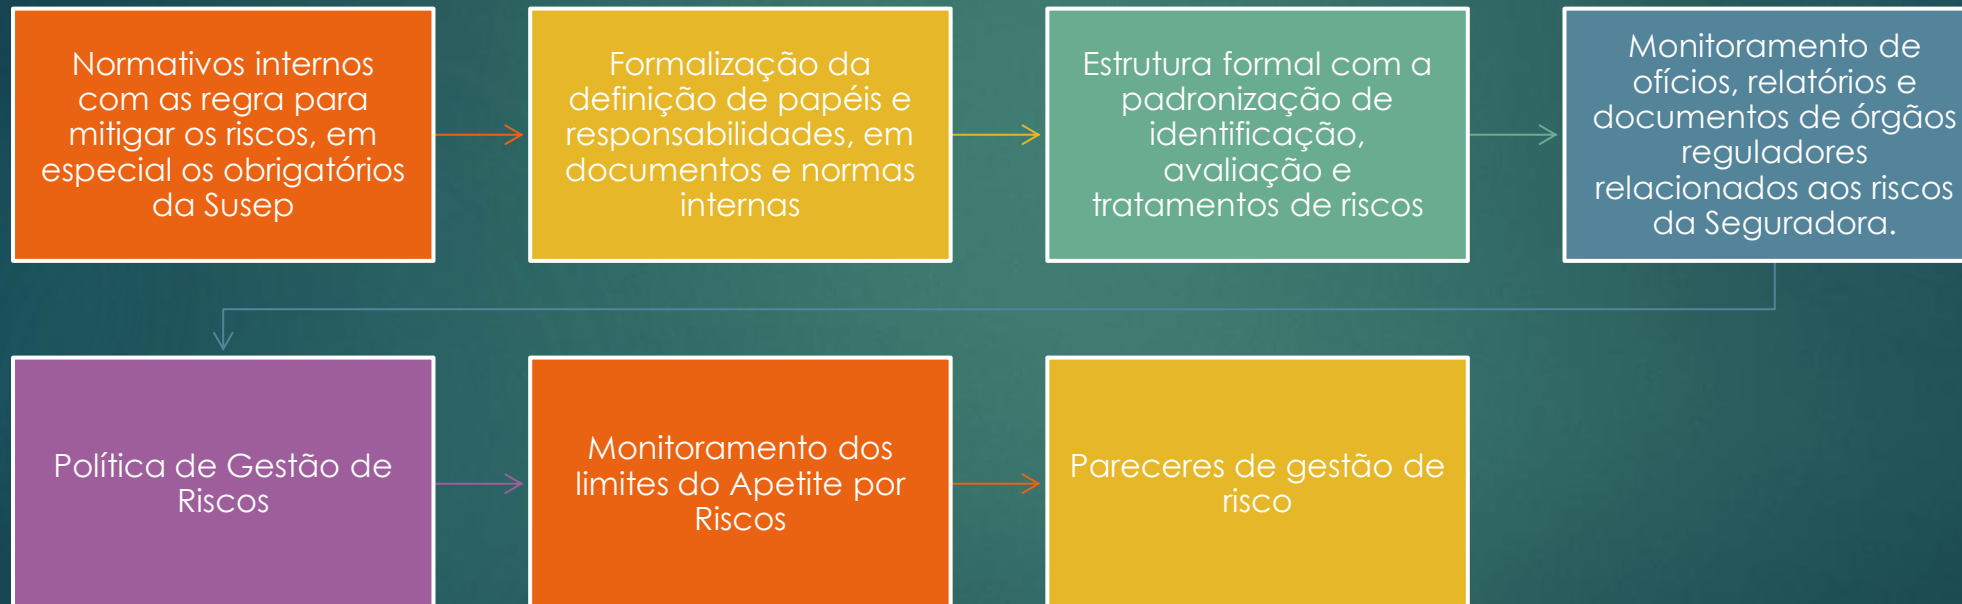 Normativos internos
com as regra para
mitigar os riscos, em
especial os obrigatórios
da Susep
Formalização da
definição de papéis e
responsabilidades, em
documentos e normas
internas
Estrutura formal com a
padronização de
identificação,
avaliação e
tratamentos de riscos
Monitoramento de
ofícios, relatórios e
documentos de órgãos
reguladores
relacionados aos riscos
da Seguradora.
Política de Gestão de
Riscos
Monitoramento dos
limites do Apetite por
Riscos
Pareceres de gestão de
risco